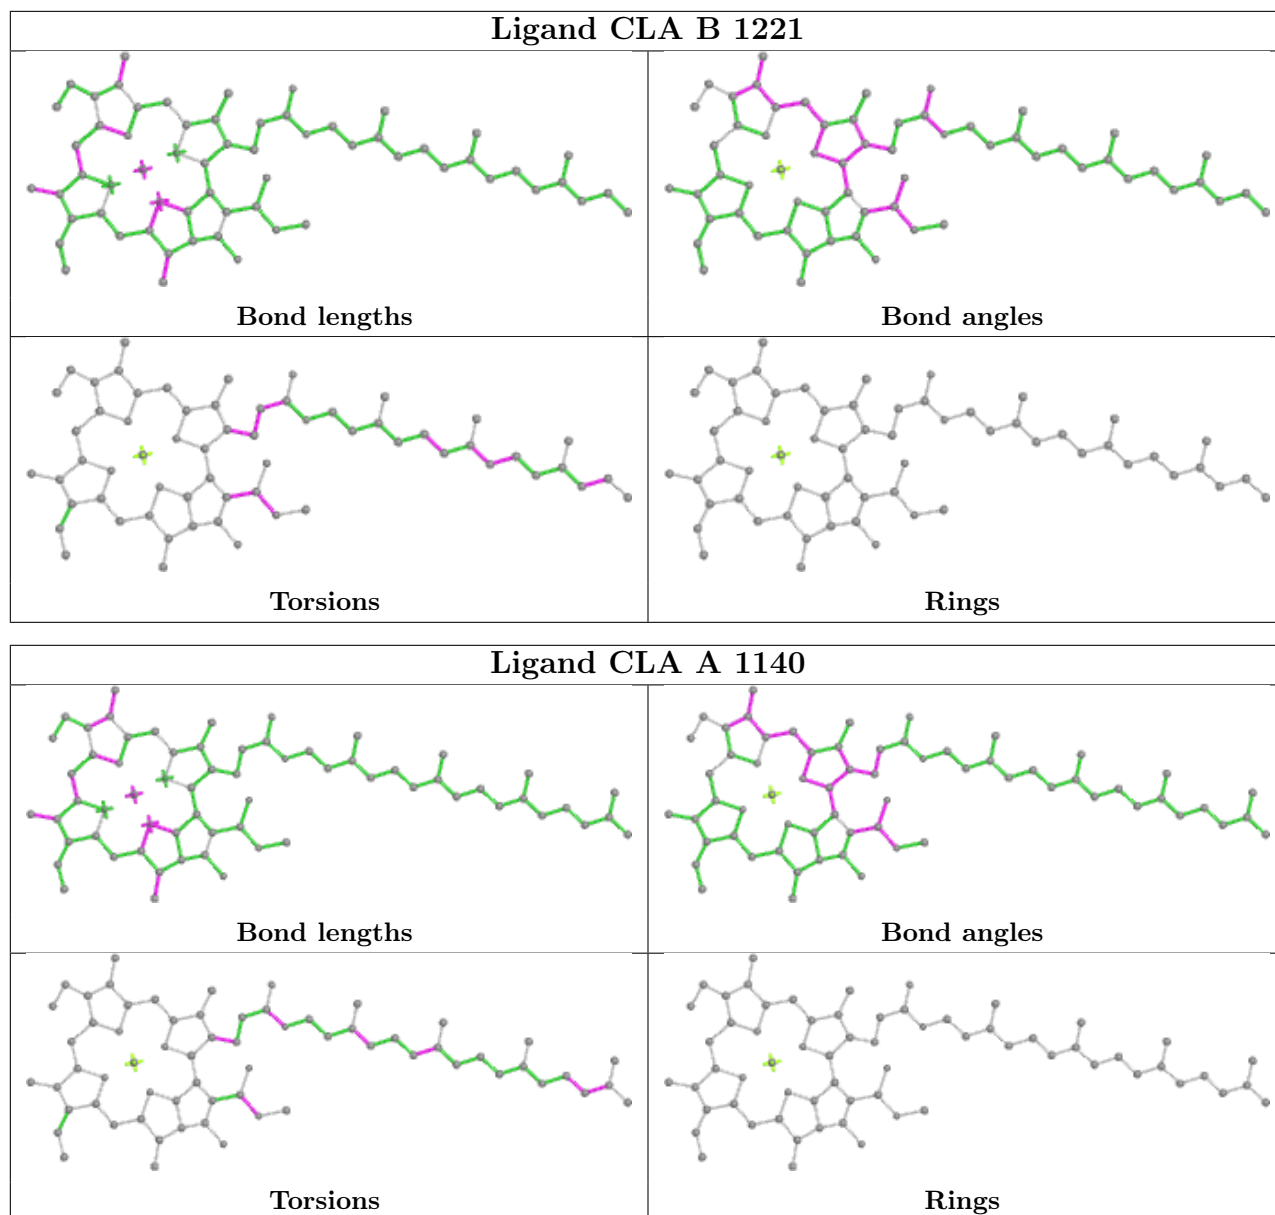 Ligand CLA B 1221
Bond lengths
Bond angles
Torsions
Rings
Ligand CLA A 1140
Bond lengths
Bond angles
Torsions
Rings